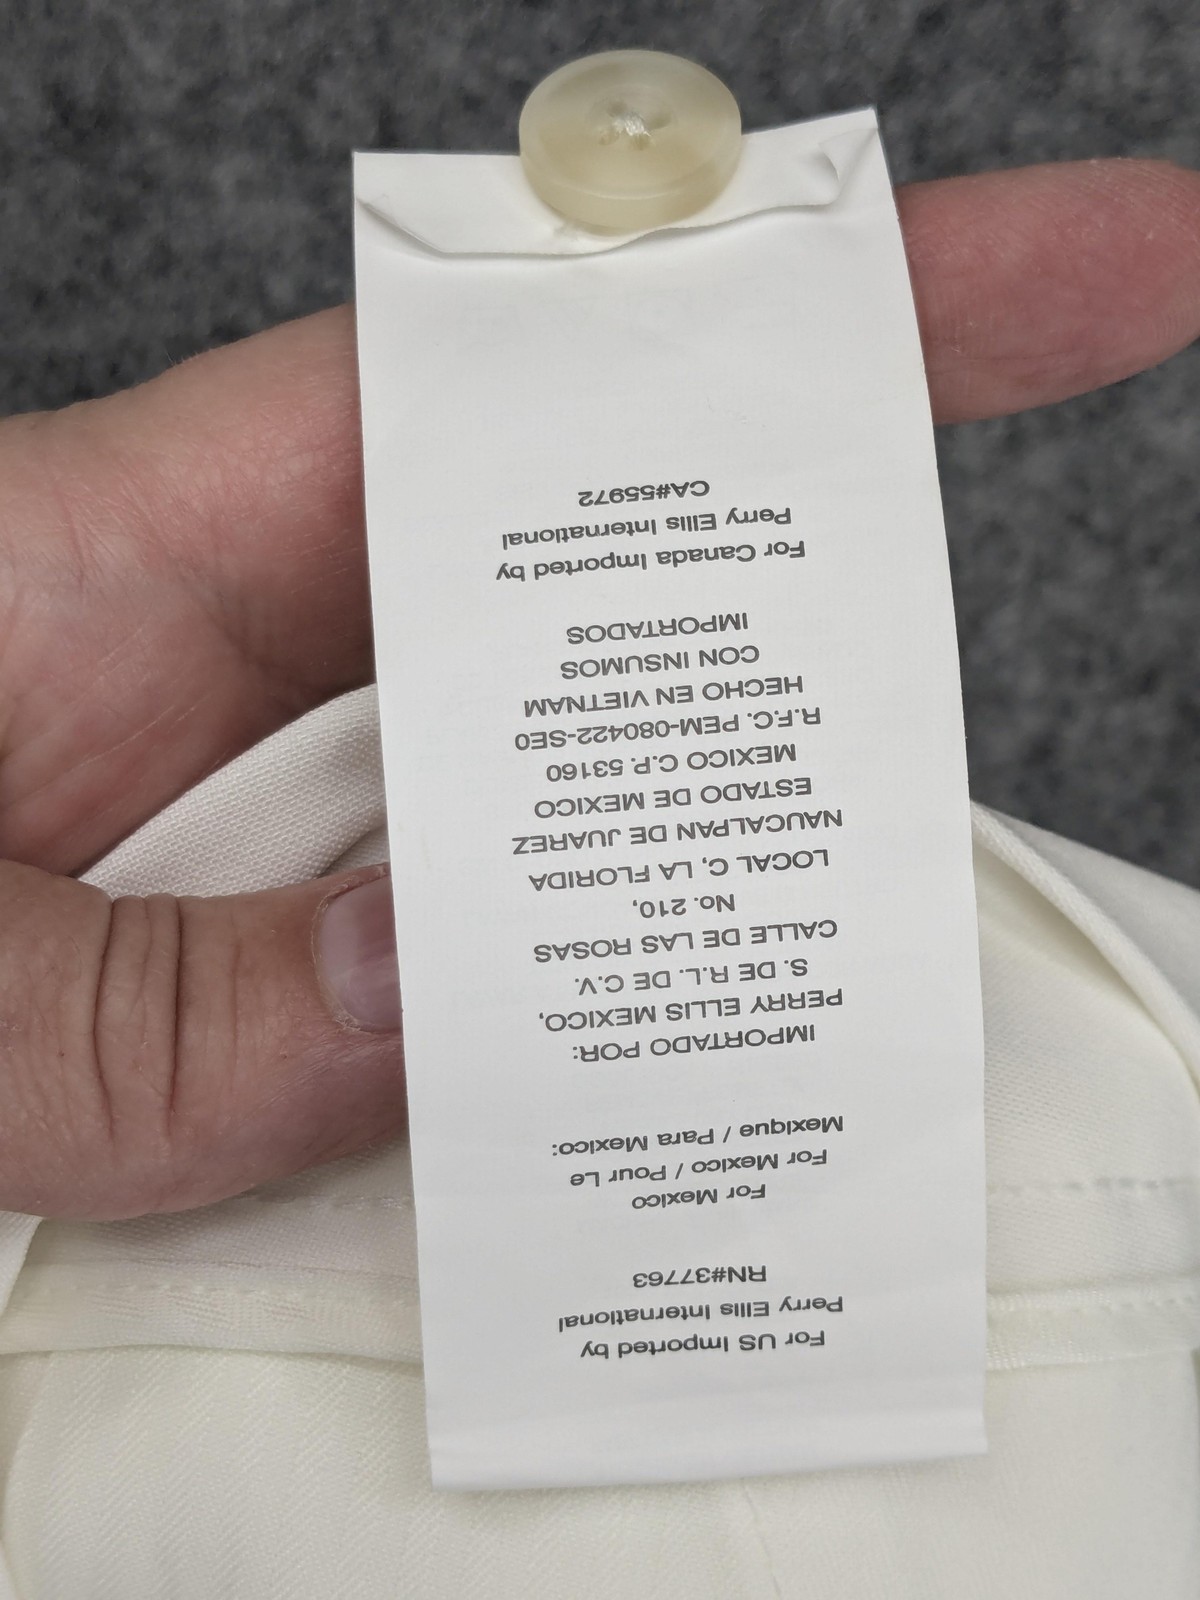 For US Imported by
Perry Ellis International
RN#37763
For Mexico
For Mexico / Pour Le
Mexique / Para Mexico:
IMPORTADO POR:
PERRY ELLIS MEXICO,
S. DE R.L. DE C.V.
CALLE DE LAS ROSAS
No. 210,
LOCAL C, LA FLORIDA
NAUCALPAN DE JUAREZ
ESTADO DE MEXICO
MEXICO C.P. 53160
R.F.C. PEM-080422-SE0
HECHO EN VIETNAM
CON INSUMOS
IMPORTADOS
For Canada Imported by
Perry Ellis International
CA#55972